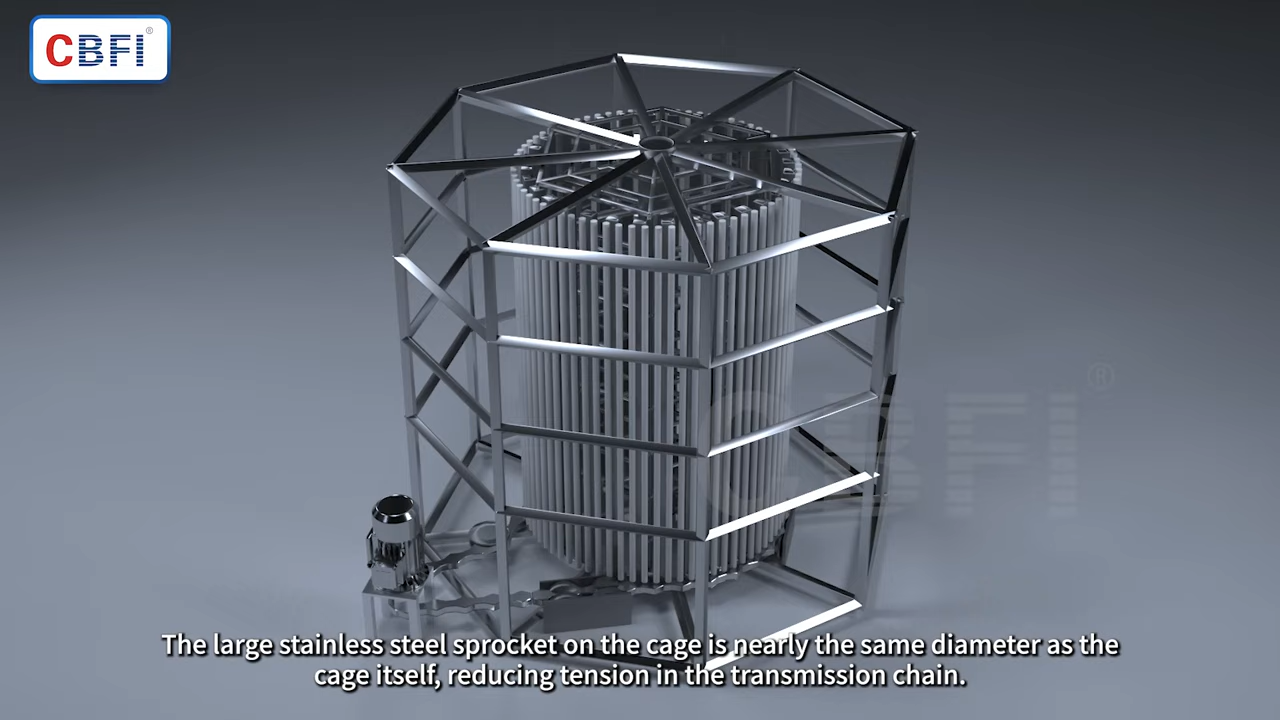 CBFI®
CBFI®
The large stainless steel sprocket on the cage is nearly the same diameter as the
cage itself, reducing tension in the transmission chain.